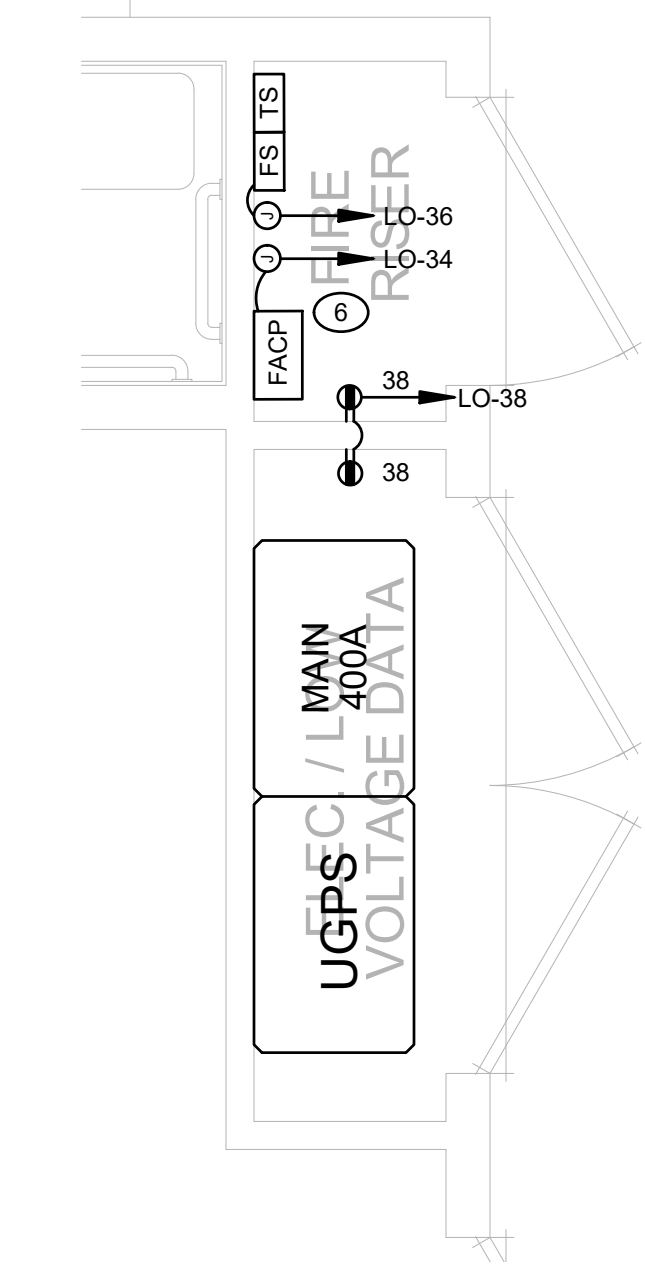 TS
FS
J
LO-36
J
LO-34
FIRE
RISER
6
FACP
38
LO-38
38
MAIN
400A
ELEC. / LOW
VOLTAGE DATA
UGPS